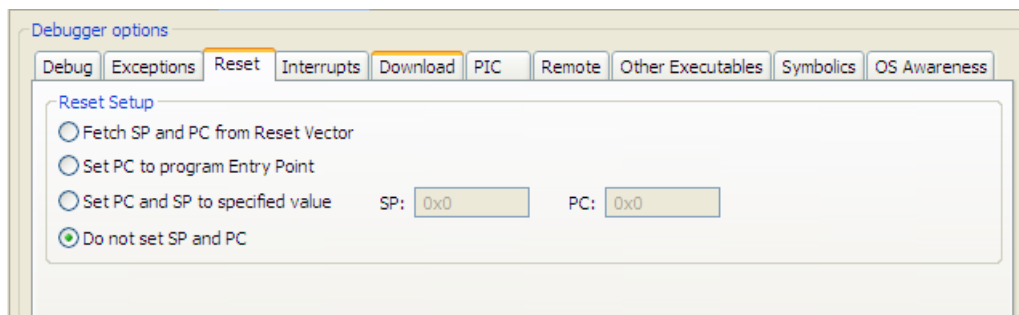 Debugger options
Debug Exceptions Reset Interrupts Download PIC Remote Other Executables Symbolics OS Awareness
Reset Setup
Fetch SP and PC from Reset Vector
Set PC to program Entry Point
Set PC and SP to specified value SP: 0x0 PC: 0x0
Do not set SP and PC